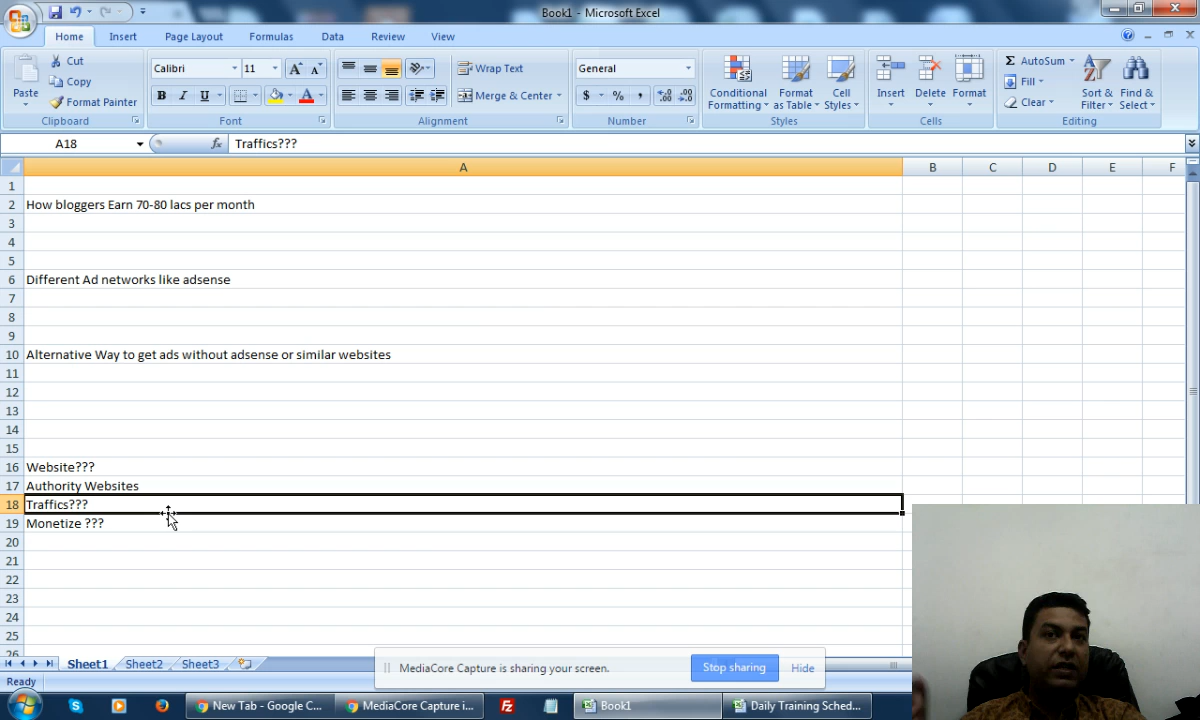 Book1 - Microsoft Excel
Home Insert Page Layout Formulas Data Review View
Cut
Copy
Format Painter
Paste
Clipboard
Calibri 11
B I U
Font
Wrap Text
Merge & Center
Alignment
General
$ % ,
Number
Conditional Formatting
Format as Table
Cell Styles
Styles
Insert Delete Format
Cells
Σ AutoSum
Fill
Clear
Sort & Filter
Find & Select
Editing
A18 fx Traffics???
A B C D E F
1
2 How bloggers Earn 70-80 lacs per month
3
4
5
6 Different Ad networks like adsense
7
8
9
10 Alternative Way to get ads without adsense or similar websites
11
12
13
14
15
16 Website???
17 Authority Websites
18 Traffics???
19 Monetize ???
20
21
22
23
24
25
26
Sheet1 Sheet2 Sheet3
MediaCore Capture is sharing your screen. Stop sharing Hide
Ready
New Tab - Google C... MediaCore Capture i... Fz Book1 Daily Training Sched...